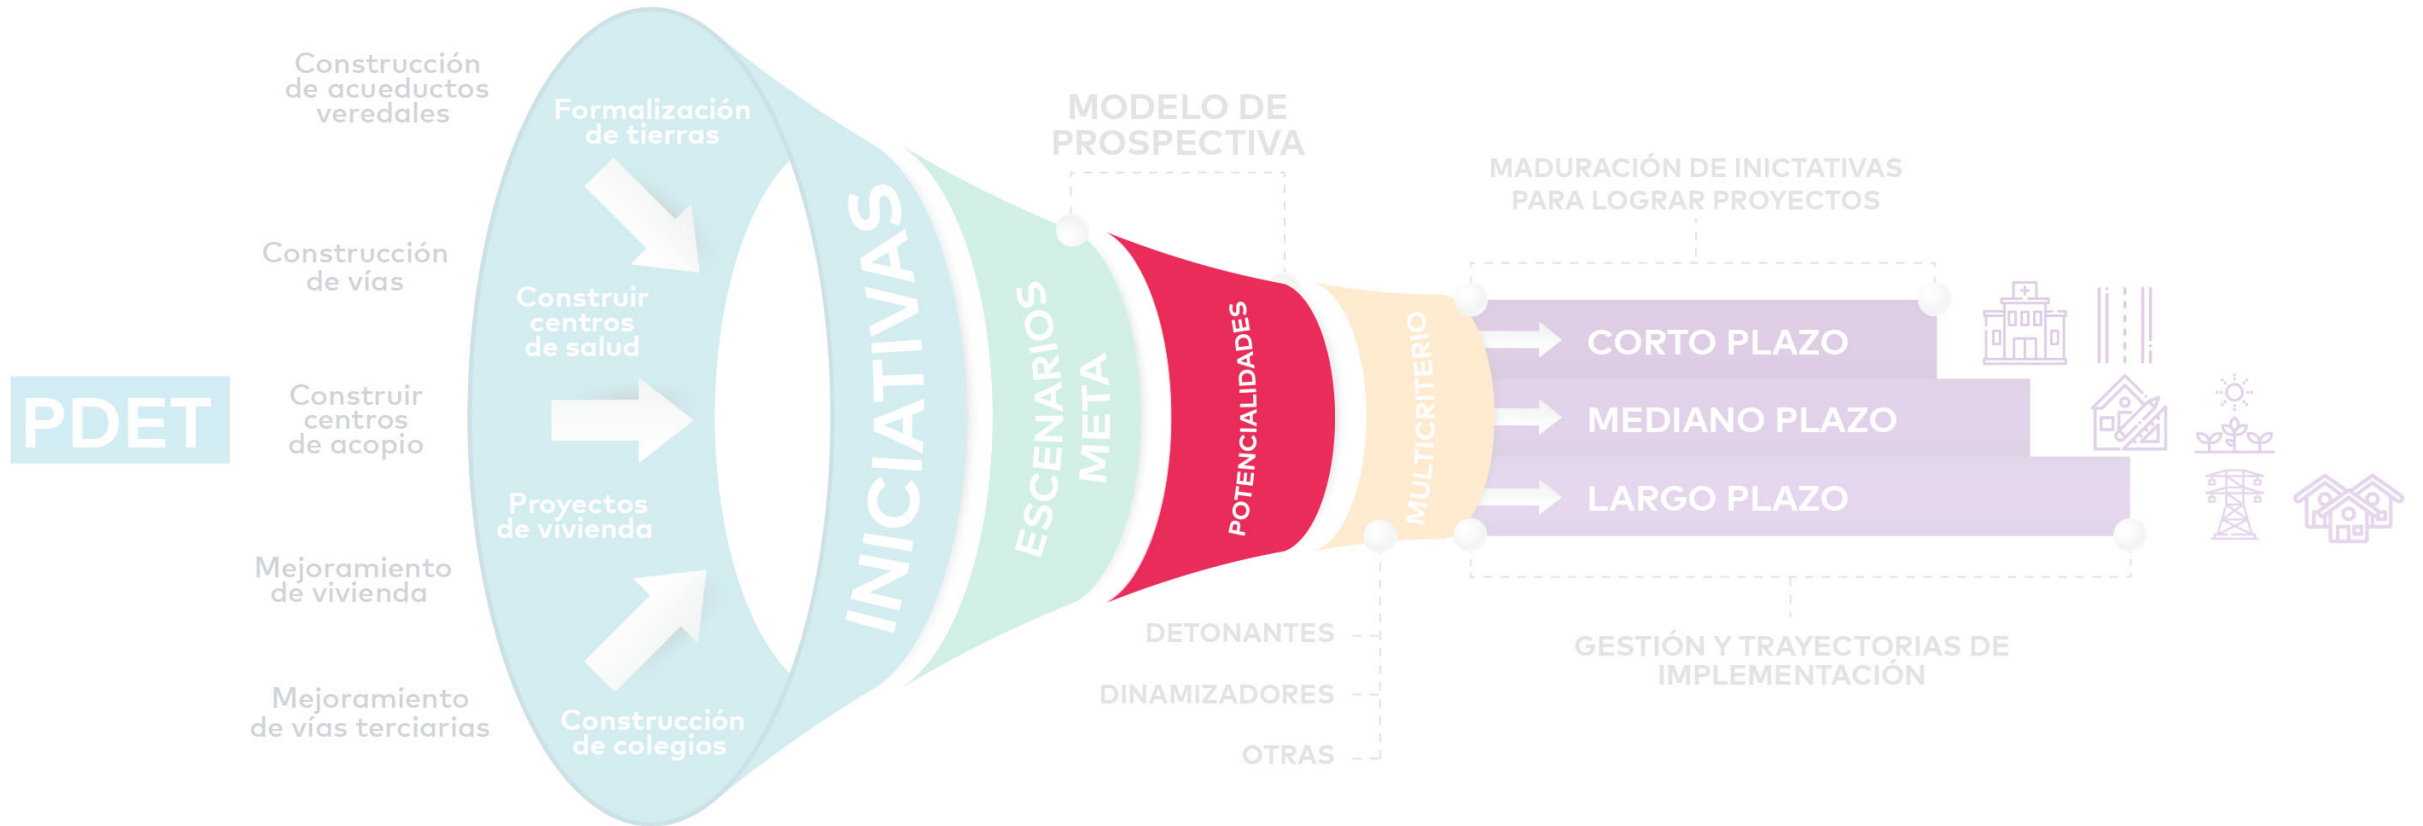 PDET
Construcción
de acueductos
veredales
Construcción
de vías
Construir
centros
de acopio
Mejoramiento
de vivienda
Mejoramiento
de vías terciarias
Formalización
de tierras
Construir
centros
de salud
Proyectos
de vivienda
Construcción
de colegios
INICIATIVAS
ESCENARIOS
META
MODELO DE
PROSPECTIVA
POTENCIALIDADES
MULTICRITERIO
DETONANTES
DINAMIZADORES
OTRAS
MADURACIÓN DE INICTATIVAS
PARA LOGRAR PROYECTOS
CORTO PLAZO
MEDIANO PLAZO
LARGO PLAZO
GESTIÓN Y TRAYECTORIAS DE
IMPLEMENTACIÓN